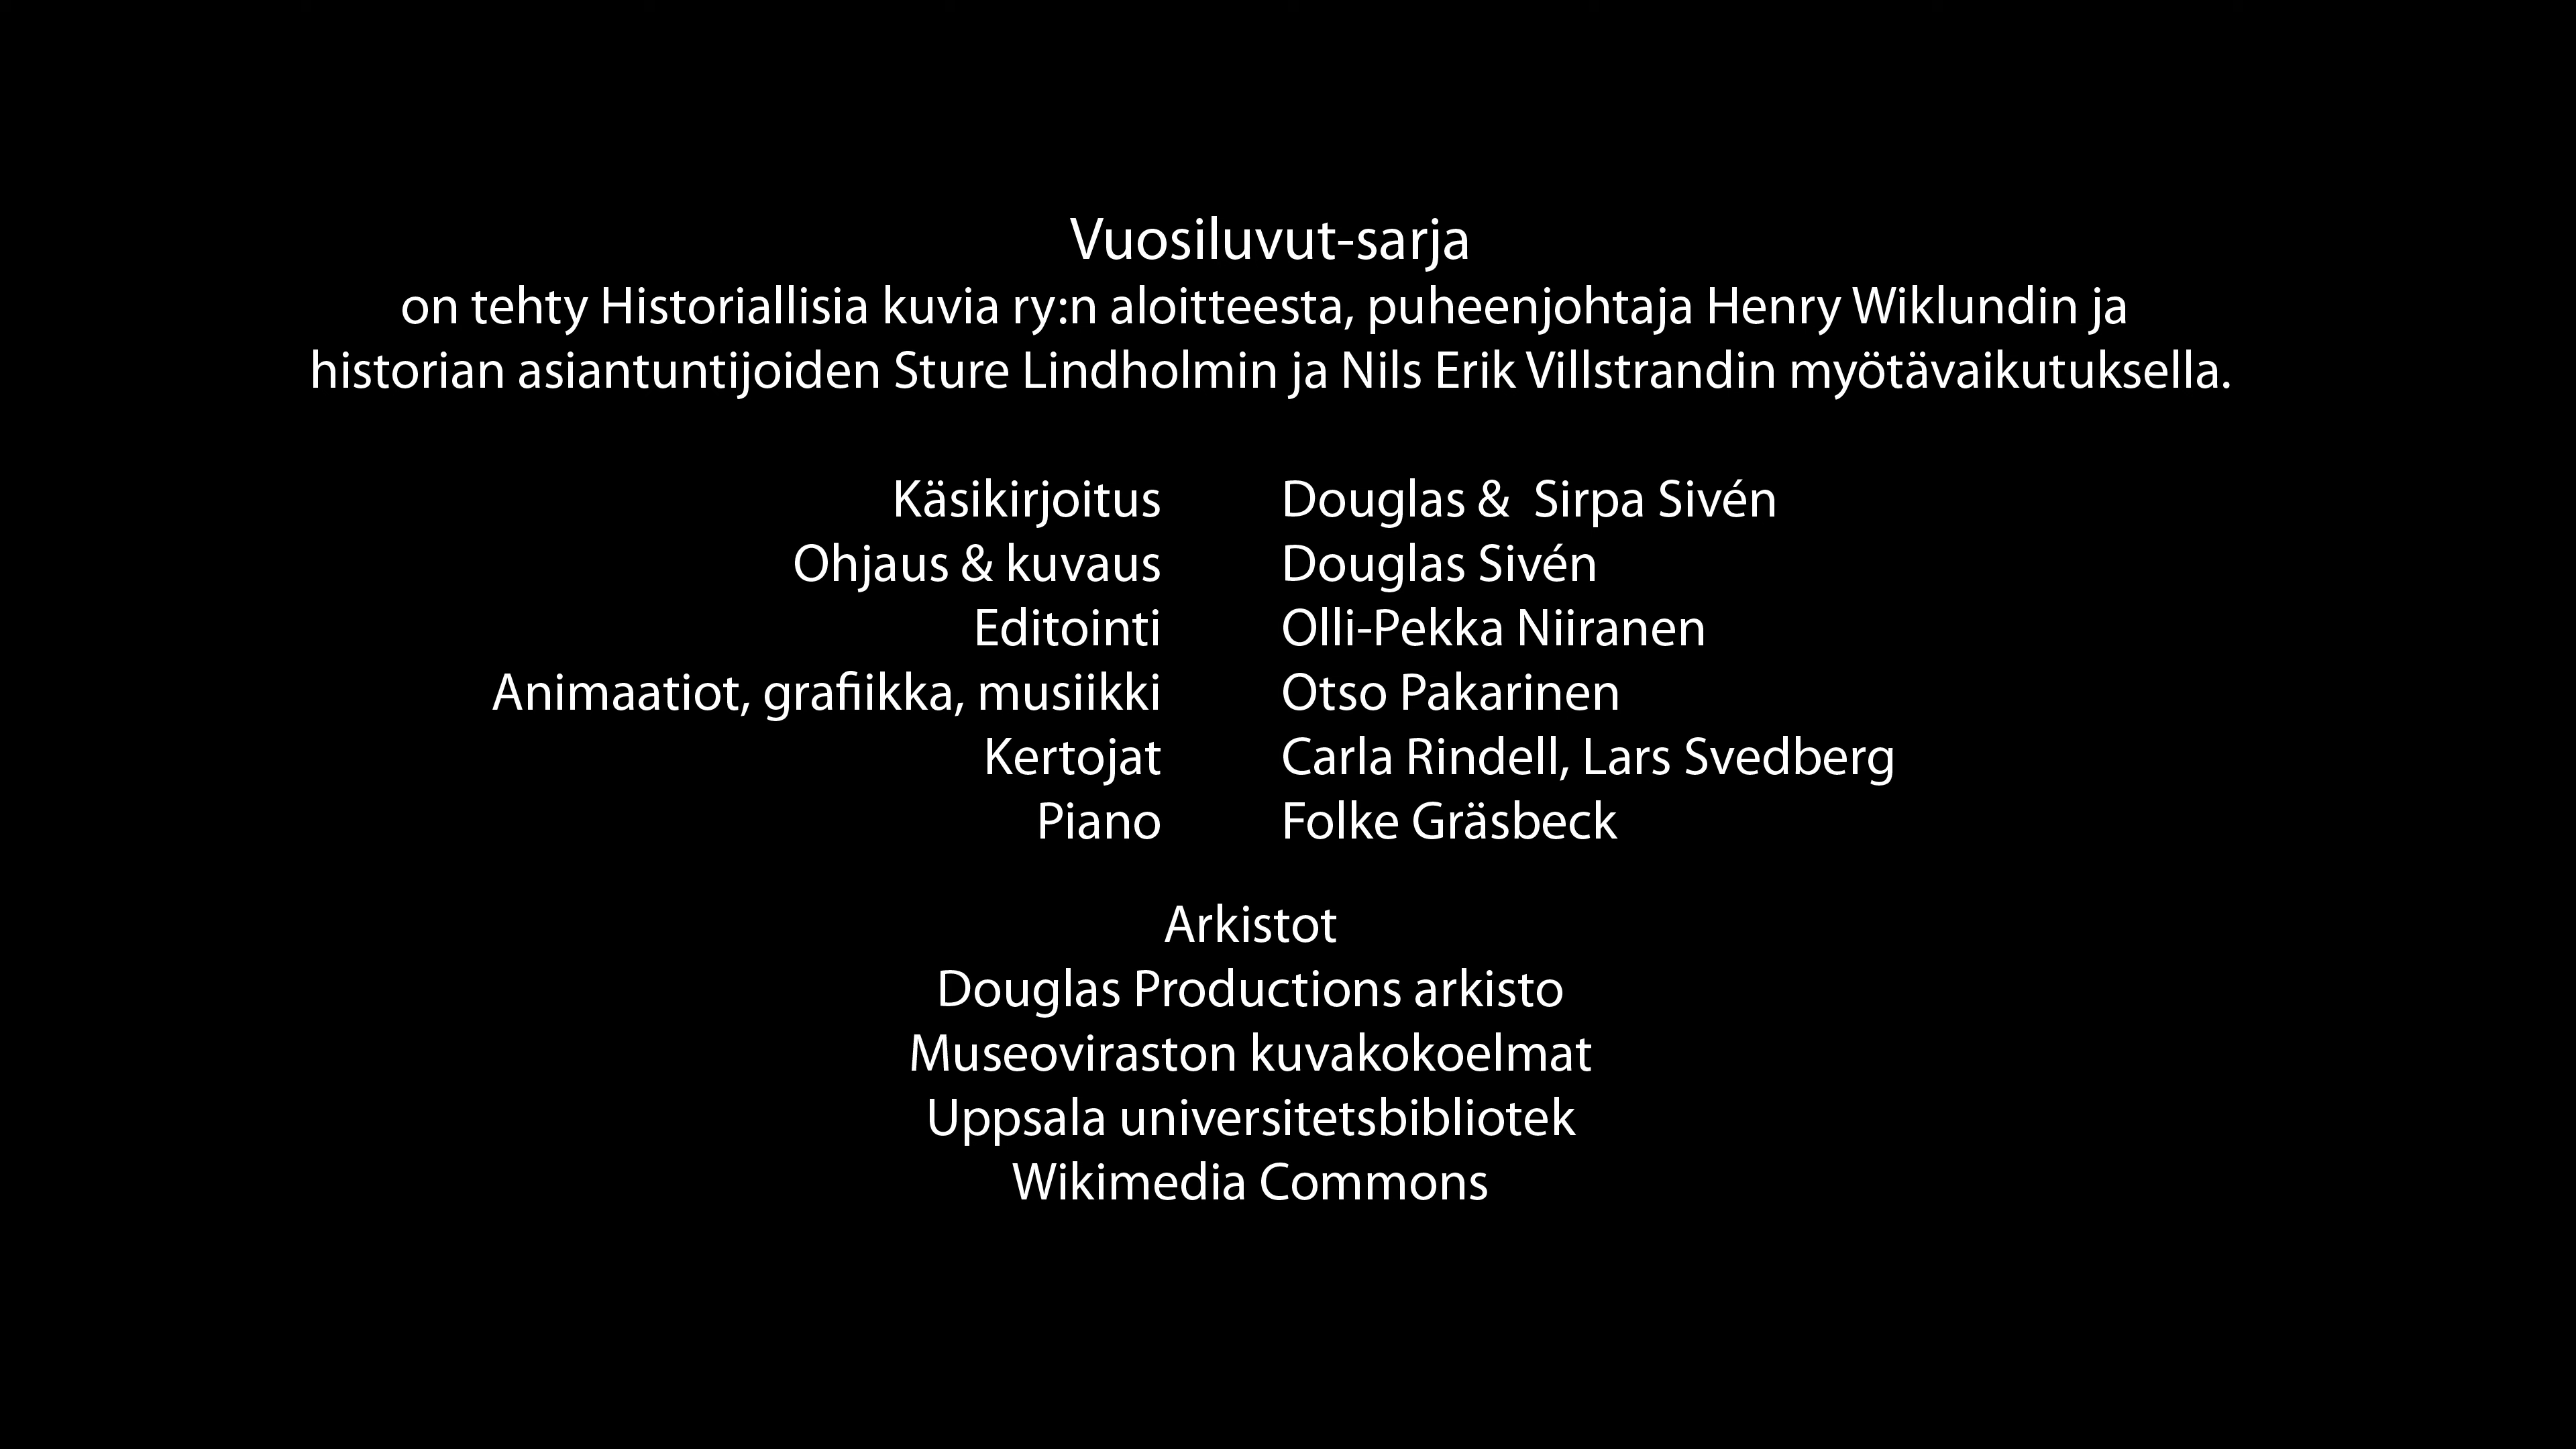 Vuosiluvut-sarja
on tehty Historiallisia kuvia ry:n aloitteesta, puheenjohtaja Henry Wiklundin ja
historian asiantuntijoiden Sture Lindholmin ja Nils Erik Villstrandin myötävaikutuksella.
Käsikirjoitus Douglas & Sirpa Sivén
Ohjaus & kuvaus Douglas Sivén
Editointi Olli-Pekka Niiranen
Animaatiot, grafiikka, musiikki Otso Pakarinen
Kertojat Carla Rindell, Lars Svedberg
Piano Folke Gräsbeck
Arkistot
Douglas Productions arkisto
Museoviraston kuvakokoelmat
Uppsala universitetsbibliotek
Wikimedia Commons